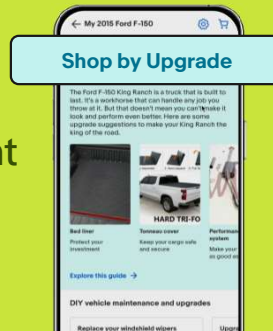 ← My 2015 Ford F-150
Shop by Upgrade
The Ford F-150 King Ranch is a truck that is built to
last. It's a workhorse that can handle any job you
throw at it. But that doesn't mean you can't make it
look and perform even better. Here are some
upgrade suggestions to make your King Ranch the
king of the road.
nt
HARD TRI-FO
Bed liner
Protect your
investment
Tonneau cover
Keep your cargo safe
and secure
Performan
system
Make your
as good as
Explore this guide →
DIY vehicle maintenance and upgrades
Replace your windshield wipers
Upgra